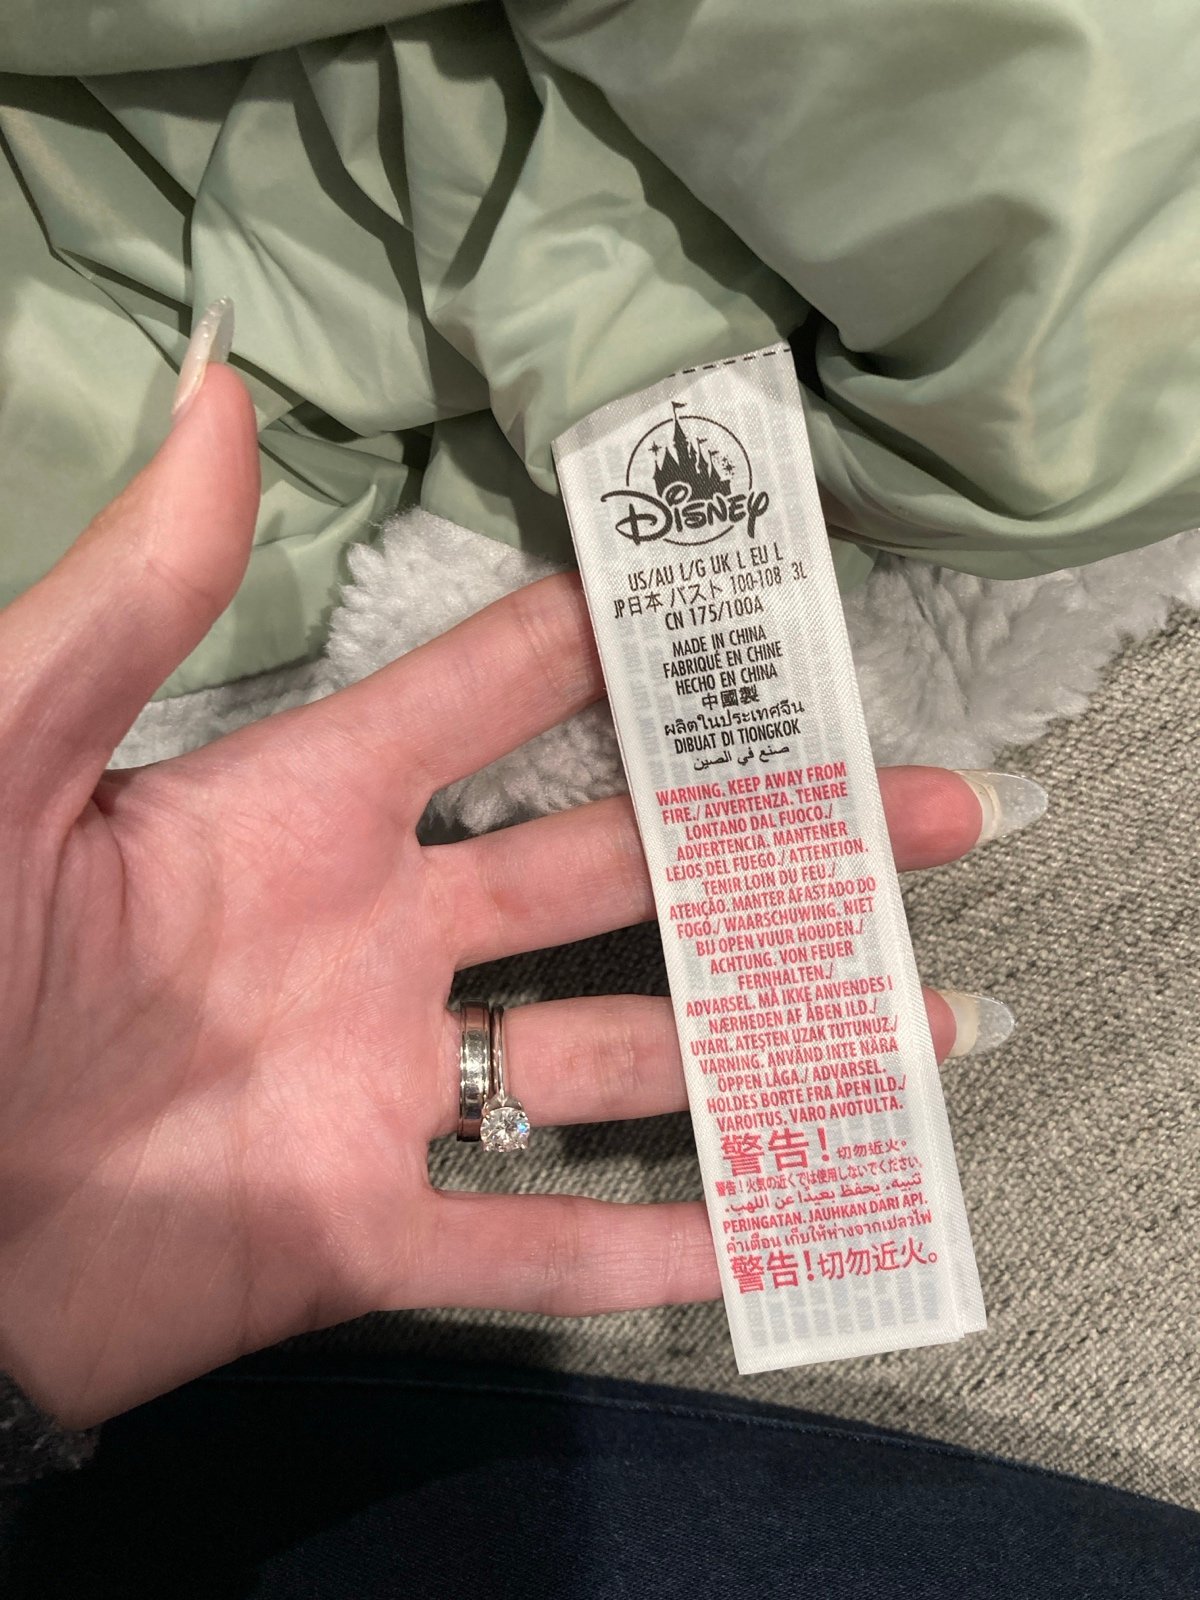 Disney
US/AU L/G UK L EU L
JP日本 バスト 100-108 3L
CN 175/100A
MADE IN CHINA
FABRIQUÉ EN CHINE
HECHO EN CHINA
中國製
ผลิตในประเทศจีน
DIBUAT DI TIONGKOK
صنع في الصين
WARNING. KEEP AWAY FROM
FIRE./ AVVERTENZA. TENERE
LONTANO DAL FUOCO./
ADVERTENCIA. MANTENER
LEJOS DEL FUEGO./ ATTENTION.
TENIR LOIN DU FEU./
ATENÇÃO. MANTER AFASTADO DO
FOGO./ WAARSCHUWING. NIET
BIJ OPEN VUUR HOUDEN./
ACHTUNG. VON FEUER
FERNHALTEN./
ADVARSEL. MÅ IKKE ANVENDES I
NÆRHEDEN AF ÅBEN ILD./
UYARI. ATEŞTEN UZAK TUTUNUZ./
VARNING. ANVÄND INTE NÄRA
ÖPPEN LÅGA./ ADVARSEL.
HOLDES BORTE FRA ÅPEN ILD./
VAROITUS. VARO AVOTULTA.
警告！切勿近火。
警告！火気の近くでは使用しないでください。
تنبيه. يحفظ بعيدًا عن اللهب.
PERINGATAN. JAUHKAN DARI API.
คำเตือน เก็บให้ห่างจากเปลวไฟ
警告！切勿近火。